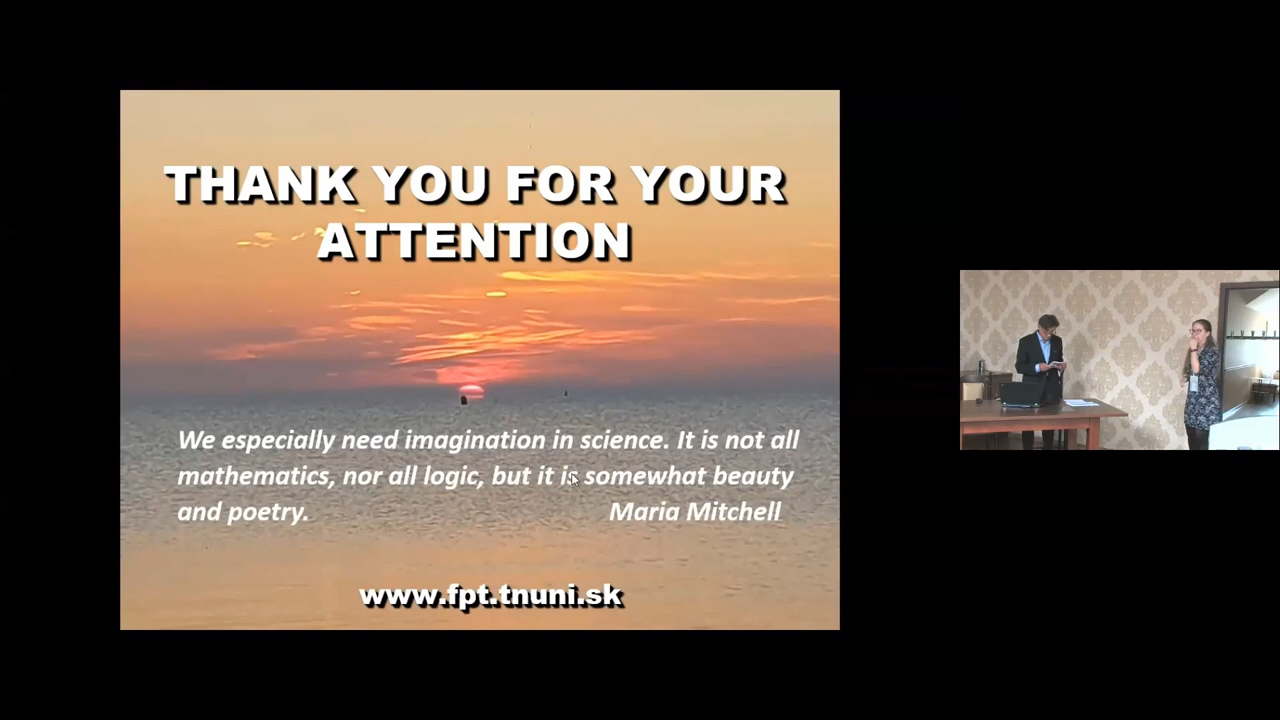 THANK YOU FOR YOUR
ATTENTION
We especially need imagination in science. It is not all
mathematics, nor all logic, but it is somewhat beauty
and poetry. Maria Mitchell
www.fpt.tnuni.sk